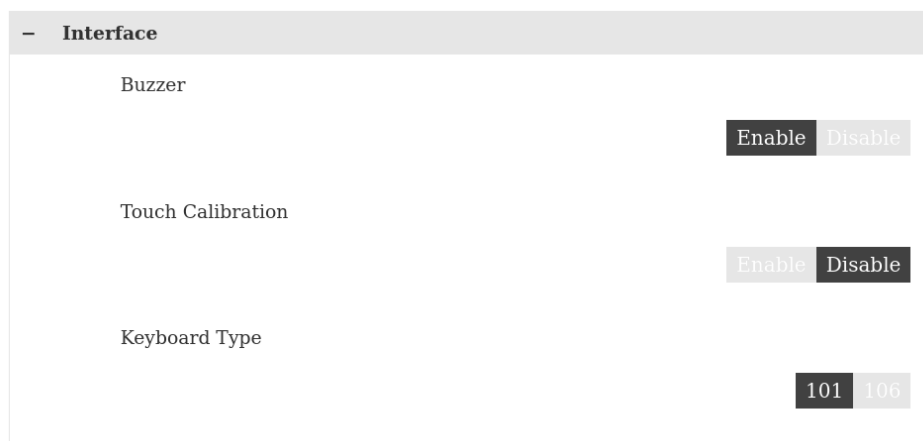 − Interface
Buzzer
Enable Disable
Touch Calibration
Enable Disable
Keyboard Type
101 106